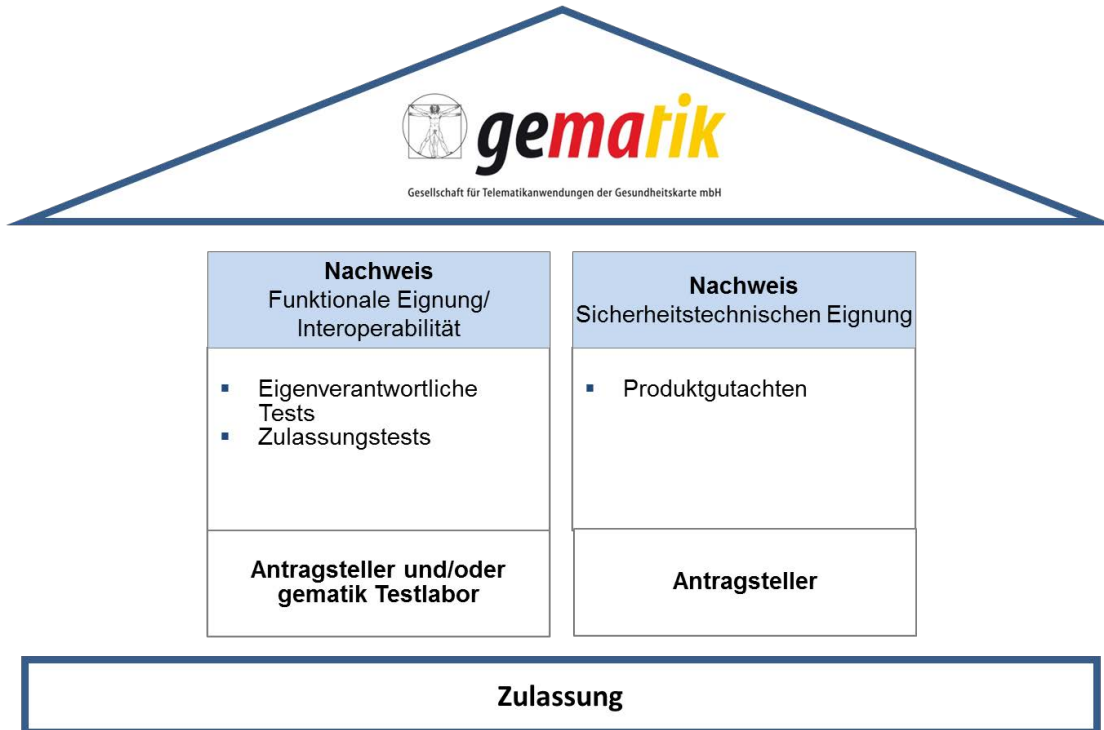 gematik
Gesellschaft für Telematikanwendungen der Gesundheitskarte mbH
Nachweis
Funktionale Eignung/
Interoperabilität
▪ Eigenverantwortliche
Tests
▪ Zulassungstests
Antragsteller und/oder
gematik Testlabor
Nachweis
Sicherheitstechnischen Eignung
▪ Produktgutachten
Antragsteller
Zulassung